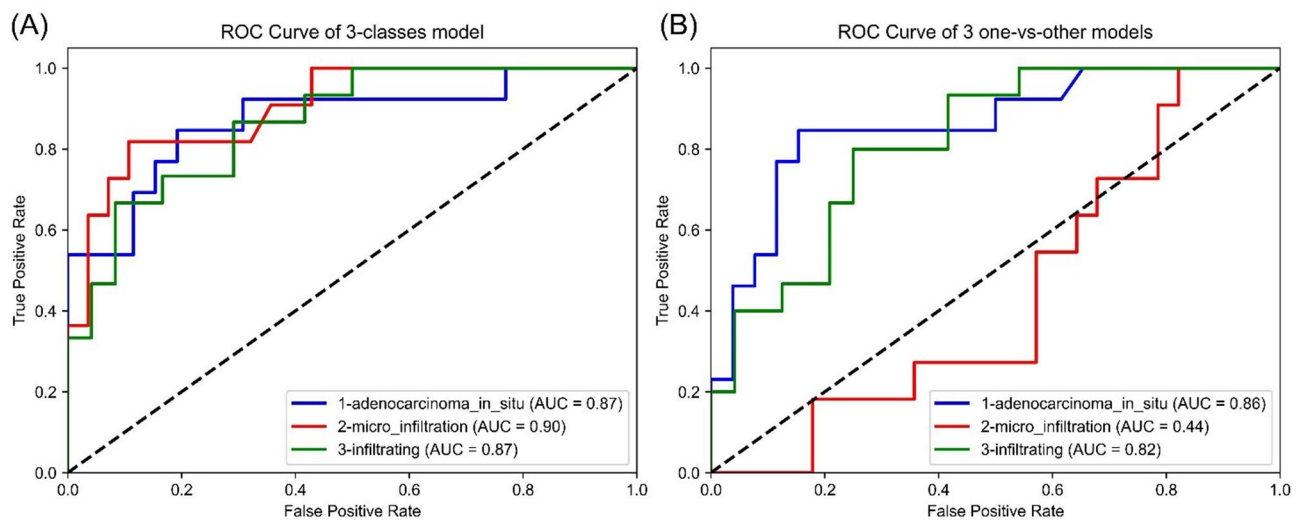 (A)
ROC Curve of 3-classes model
True Positive Rate
1.0
0.8
0.6
0.4
0.2
0.0
0.0 0.2 0.4 0.6 0.8 1.0
False Positive Rate
1-adenocarcinoma_in_situ (AUC = 0.87)
2-micro_infiltration (AUC = 0.90)
3-infiltrating (AUC = 0.87)
(B)
ROC Curve of 3 one-vs-other models
True Positive Rate
1.0
0.8
0.6
0.4
0.2
0.0
0.0 0.2 0.4 0.6 0.8 1.0
False Positive Rate
1-adenocarcinoma_in_situ (AUC = 0.86)
2-micro_infiltration (AUC = 0.44)
3-infiltrating (AUC = 0.82)